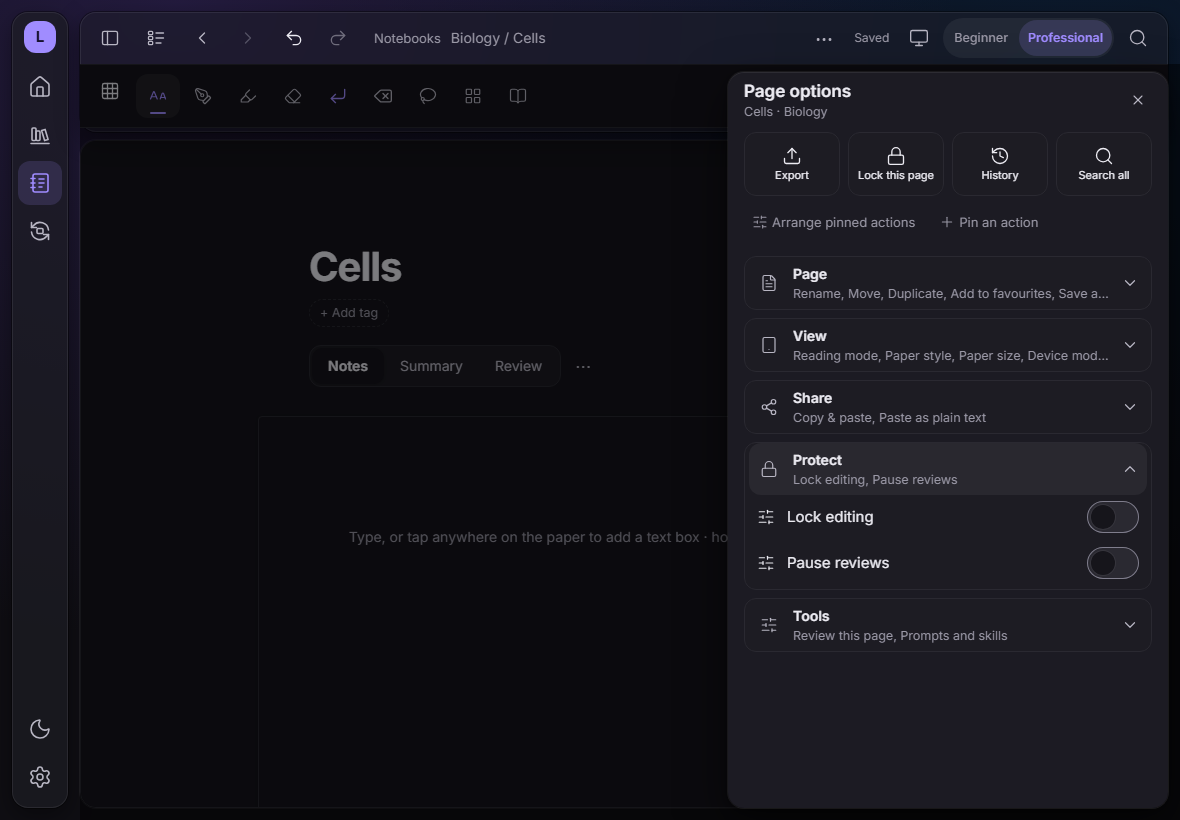 L
Notebooks Biology / Cells
Saved
Beginner Professional
AA
Cells
+ Add tag
Notes Summary Review
Type, or tap anywhere on the paper to add a text box · ho
Page options
Cells · Biology
Export Lock this page History Search all
Arrange pinned actions + Pin an action
Page
Rename, Move, Duplicate, Add to favourites, Save a...
View
Reading mode, Paper style, Paper size, Device mod...
Share
Copy & paste, Paste as plain text
Protect
Lock editing, Pause reviews
Lock editing
Pause reviews
Tools
Review this page, Prompts and skills